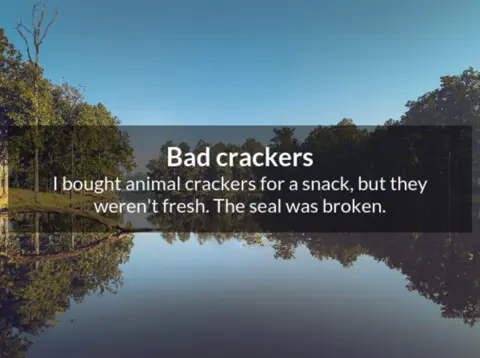 Bad crackers
I bought animal crackers for a snack, but they
weren't fresh. The seal was broken.